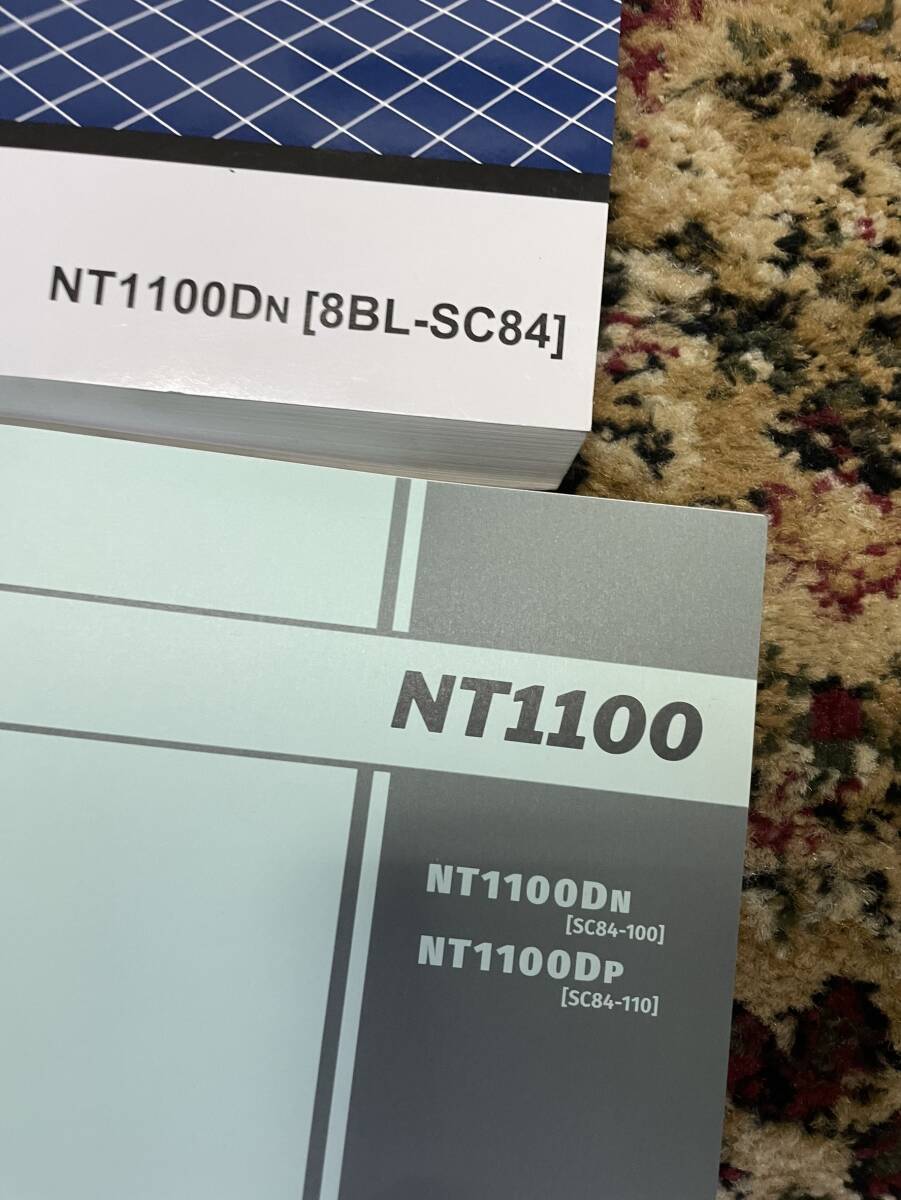 NT1100DN [8BL-SC84]
NT1100
NT1100DN
[SC84-100]
NT1100DP
[SC84-110]